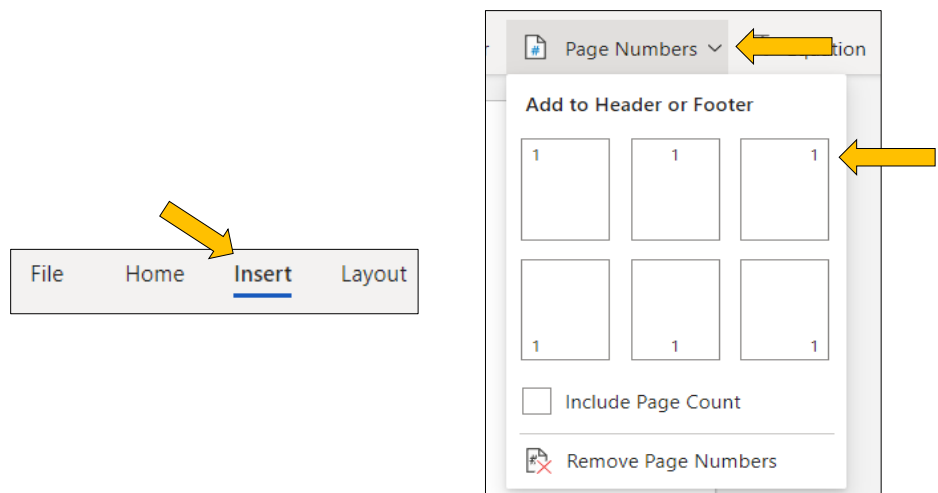 File Home Insert Layout
# Page Numbers
Add to Header or Footer
1 1 1
1 1 1
Include Page Count
# Remove Page Numbers